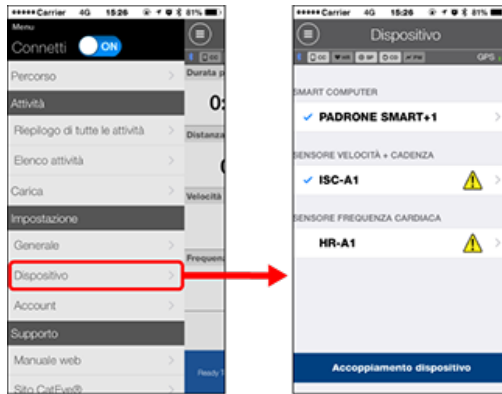 Carrier 4G 15:26 81%
Menu
Connetti ON
Percorso
Attività
Riepilogo di tutte le attività
Elenco attività
Carica
Impostazione
Generale
Dispositivo
Account
Supporto
Manuale web
Sito CatEye®
Durata p
0:
Distanza
Velocità
Frequen
Ready T
Carrier 4G 15:26 81%
Dispositivo
GPS
SMART COMPUTER
PADRONE SMART+1
SENSORE VELOCITÀ + CADENZA
ISC-A1
SENSORE FREQUENZA CARDIACA
HR-A1
Accoppiamento dispositivo